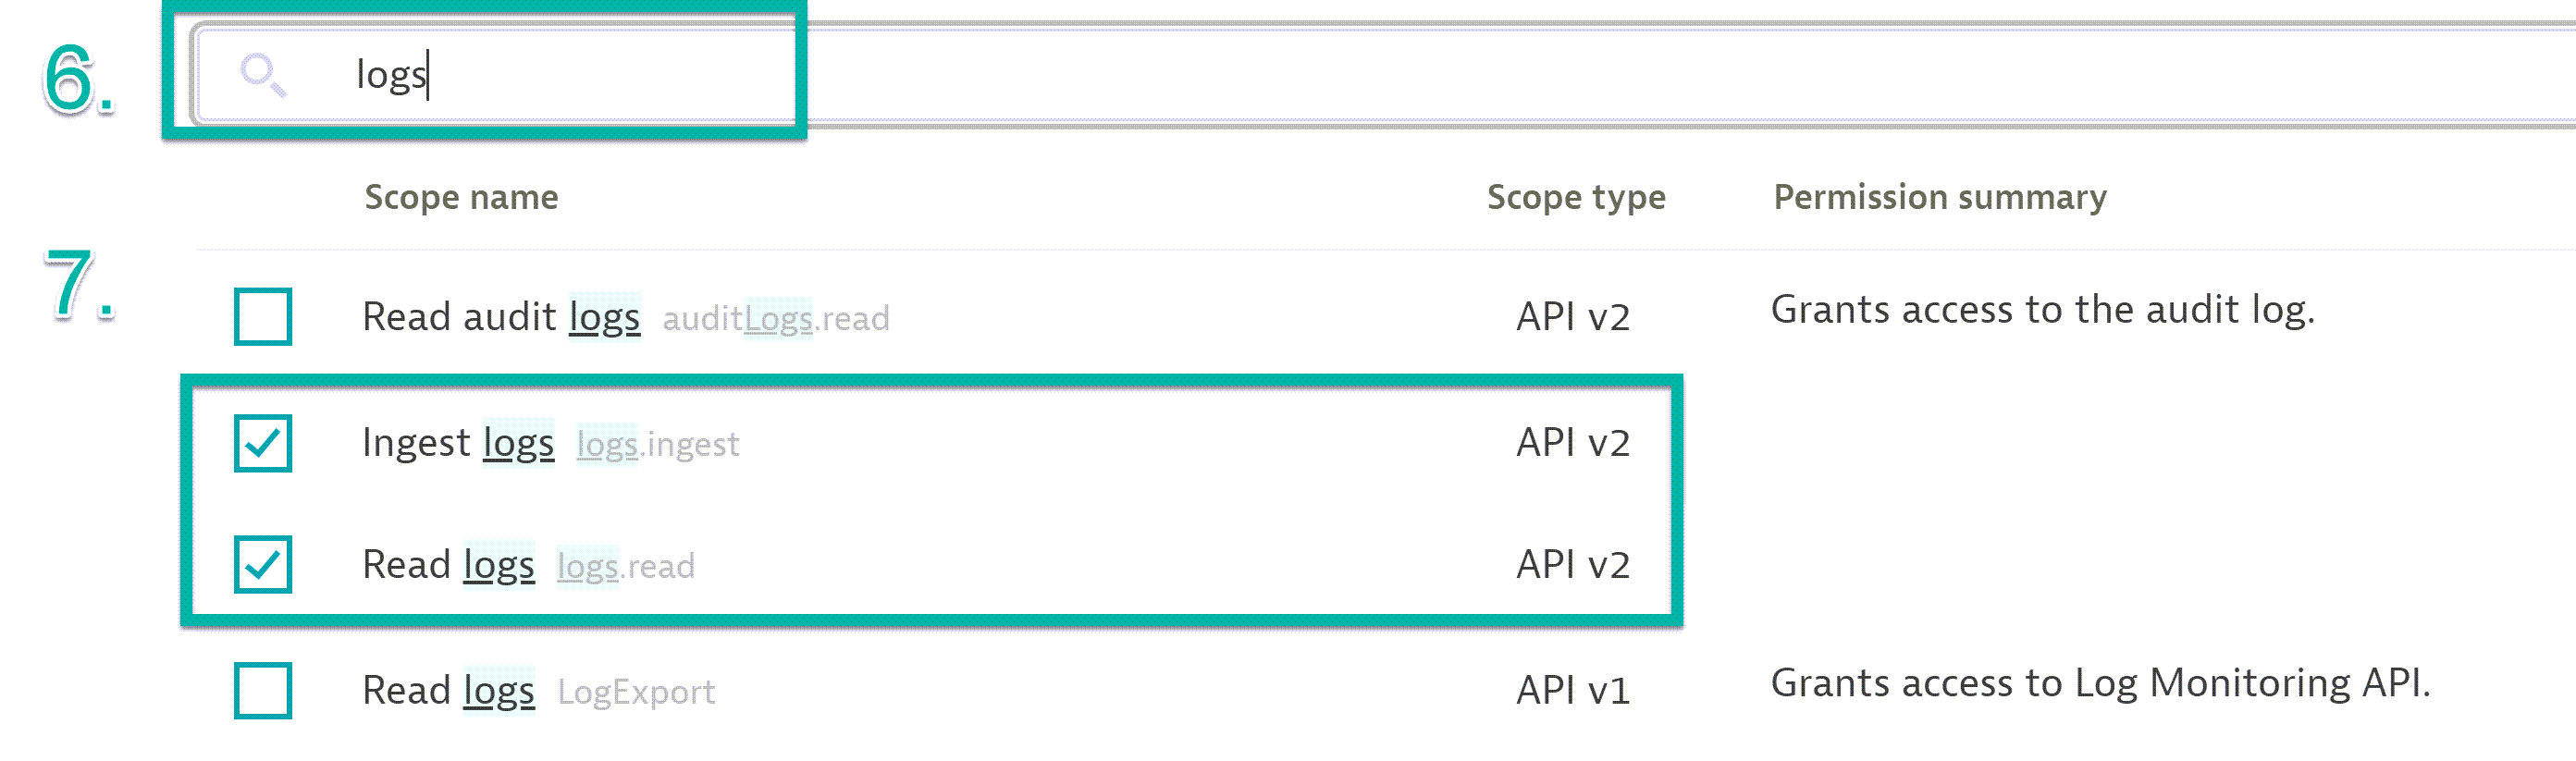 6. logs
Scope name Scope type Permission summary
7.
Read audit logs auditLogs.read API v2 Grants access to the audit log.
Ingest logs logs.ingest API v2
Read logs logs.read API v2
Read logs LogExport API v1 Grants access to Log Monitoring API.